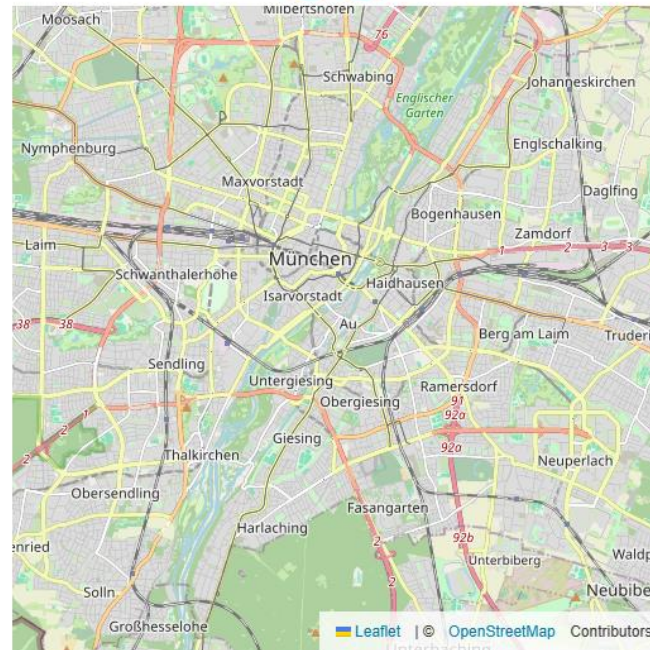 Milbertshofen
Moosach
76
Schwabing
Johanneskirchen
Englischer
Garten
Nymphenburg
Englschalking
Maxvorstadt
Daglfing
Bogenhausen
Zamdorf
Laim
München
1
2
3
3
Schwanthalerhöhe
Haidhausen
Isarvorstadt
38
38
Au
Berg am Laim
Truderi
Sendling
Untergiesing
Ramersdorf
Obergiesing
91
92a
2
1
2
Giesing
92a
Thalkirchen
Neuperlach
Obersendling
Fasangarten
Harlaching
92b
2
2
enried
Unterbiberg
Waldp
Solln
Neubibe
Großhesselohe
Leaflet | © OpenStreetMap Contributors
Unterhaching